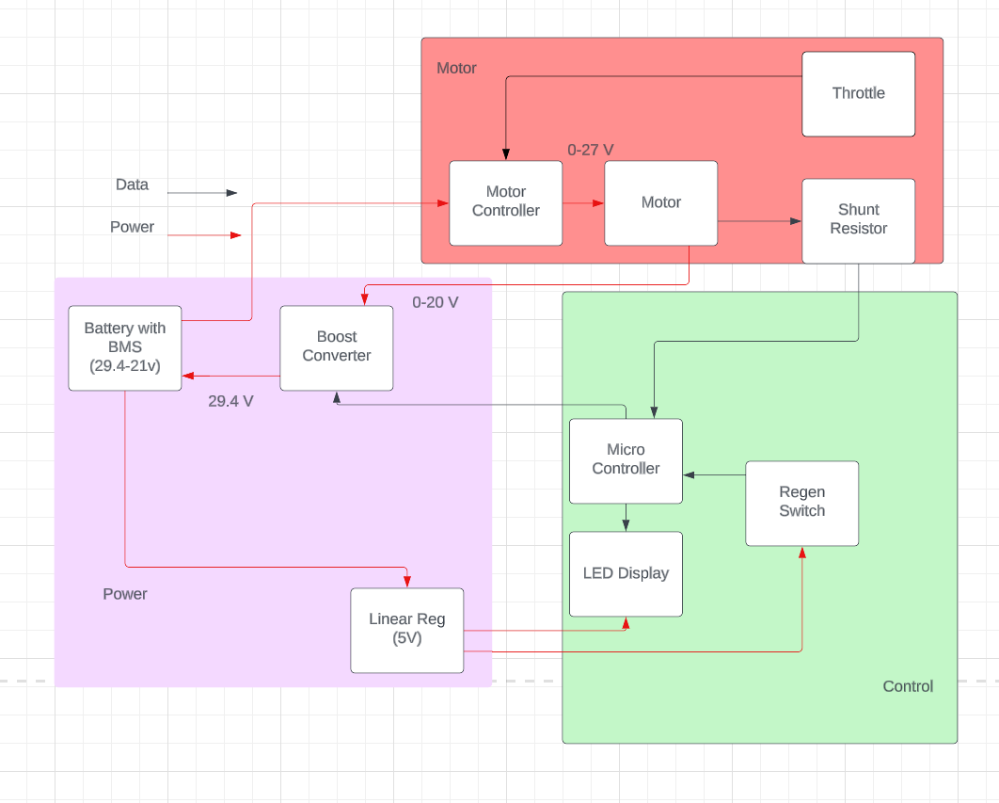 Motor
Throttle
0-27 V
Data
Motor
Controller
Motor
Shunt
Resistor
Power
0-20 V
Battery with
BMS
(29.4-21v)
Boost
Converter
29.4 V
Micro
Controller
Regen
Switch
LED Display
Power
Linear Reg
(5V)
Control